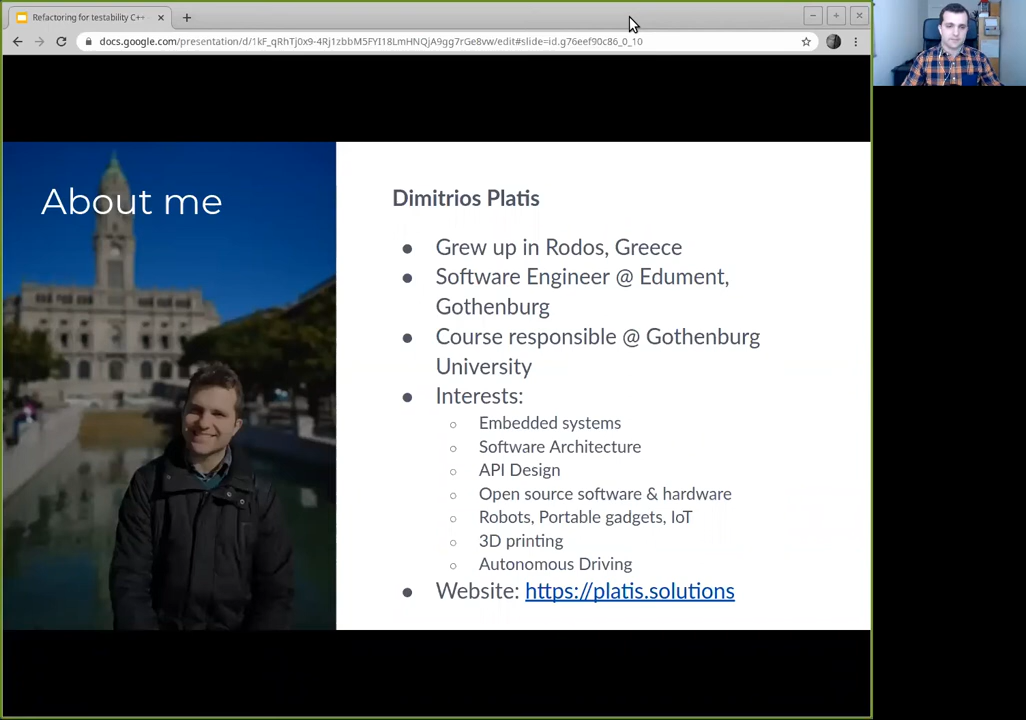 Refactoring for testability C++
docs.google.com/presentation/d/1kF_qRhTj0x9-4Rj1zbbM5FYI18LmHNQjA9gg7rGe8vw/edit#slide=id.g76eef90c86_0_10
About me
Dimitrios Platis
● Grew up in Rodos, Greece
● Software Engineer @ Edument,
Gothenburg
● Course responsible @ Gothenburg
University
● Interests:
○ Embedded systems
○ Software Architecture
○ API Design
○ Open source software & hardware
○ Robots, Portable gadgets, IoT
○ 3D printing
○ Autonomous Driving
● Website: https://platis.solutions